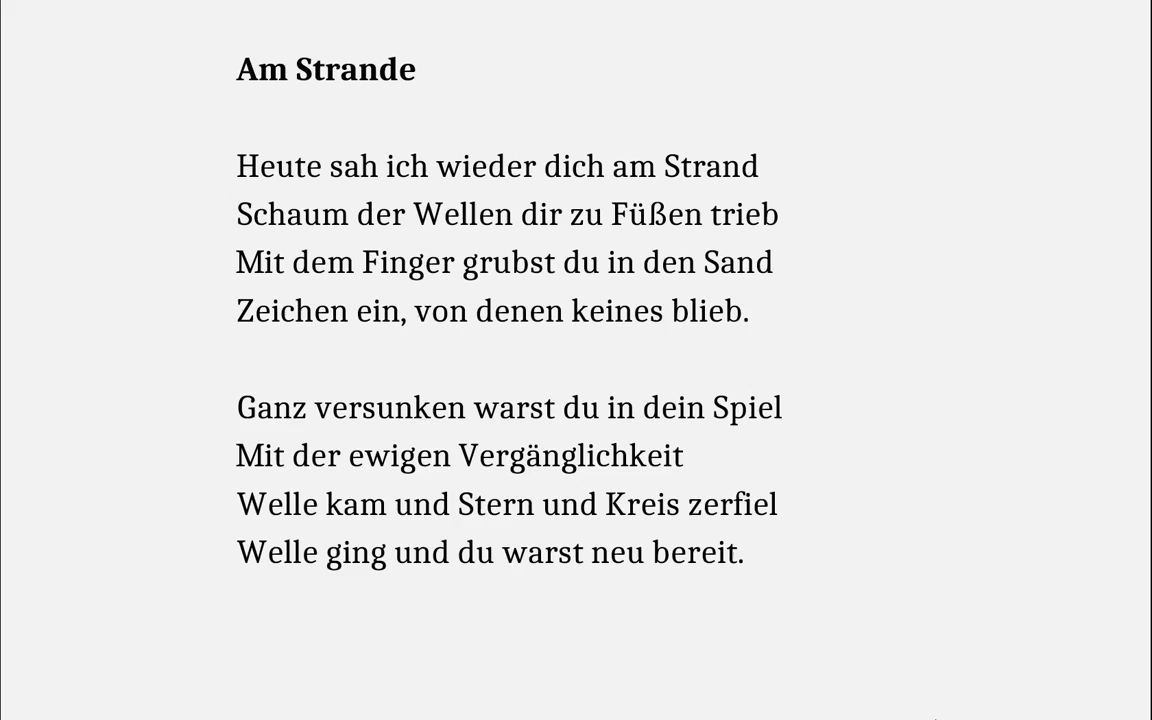 Am Strande
Heute sah ich wieder dich am Strand
Schaum der Wellen dir zu Füßen trieb
Mit dem Finger grubst du in den Sand
Zeichen ein, von denen keines blieb.
Ganz versunken warst du in dein Spiel
Mit der ewigen Vergänglichkeit
Welle kam und Stern und Kreis zerfiel
Welle ging und du warst neu bereit.